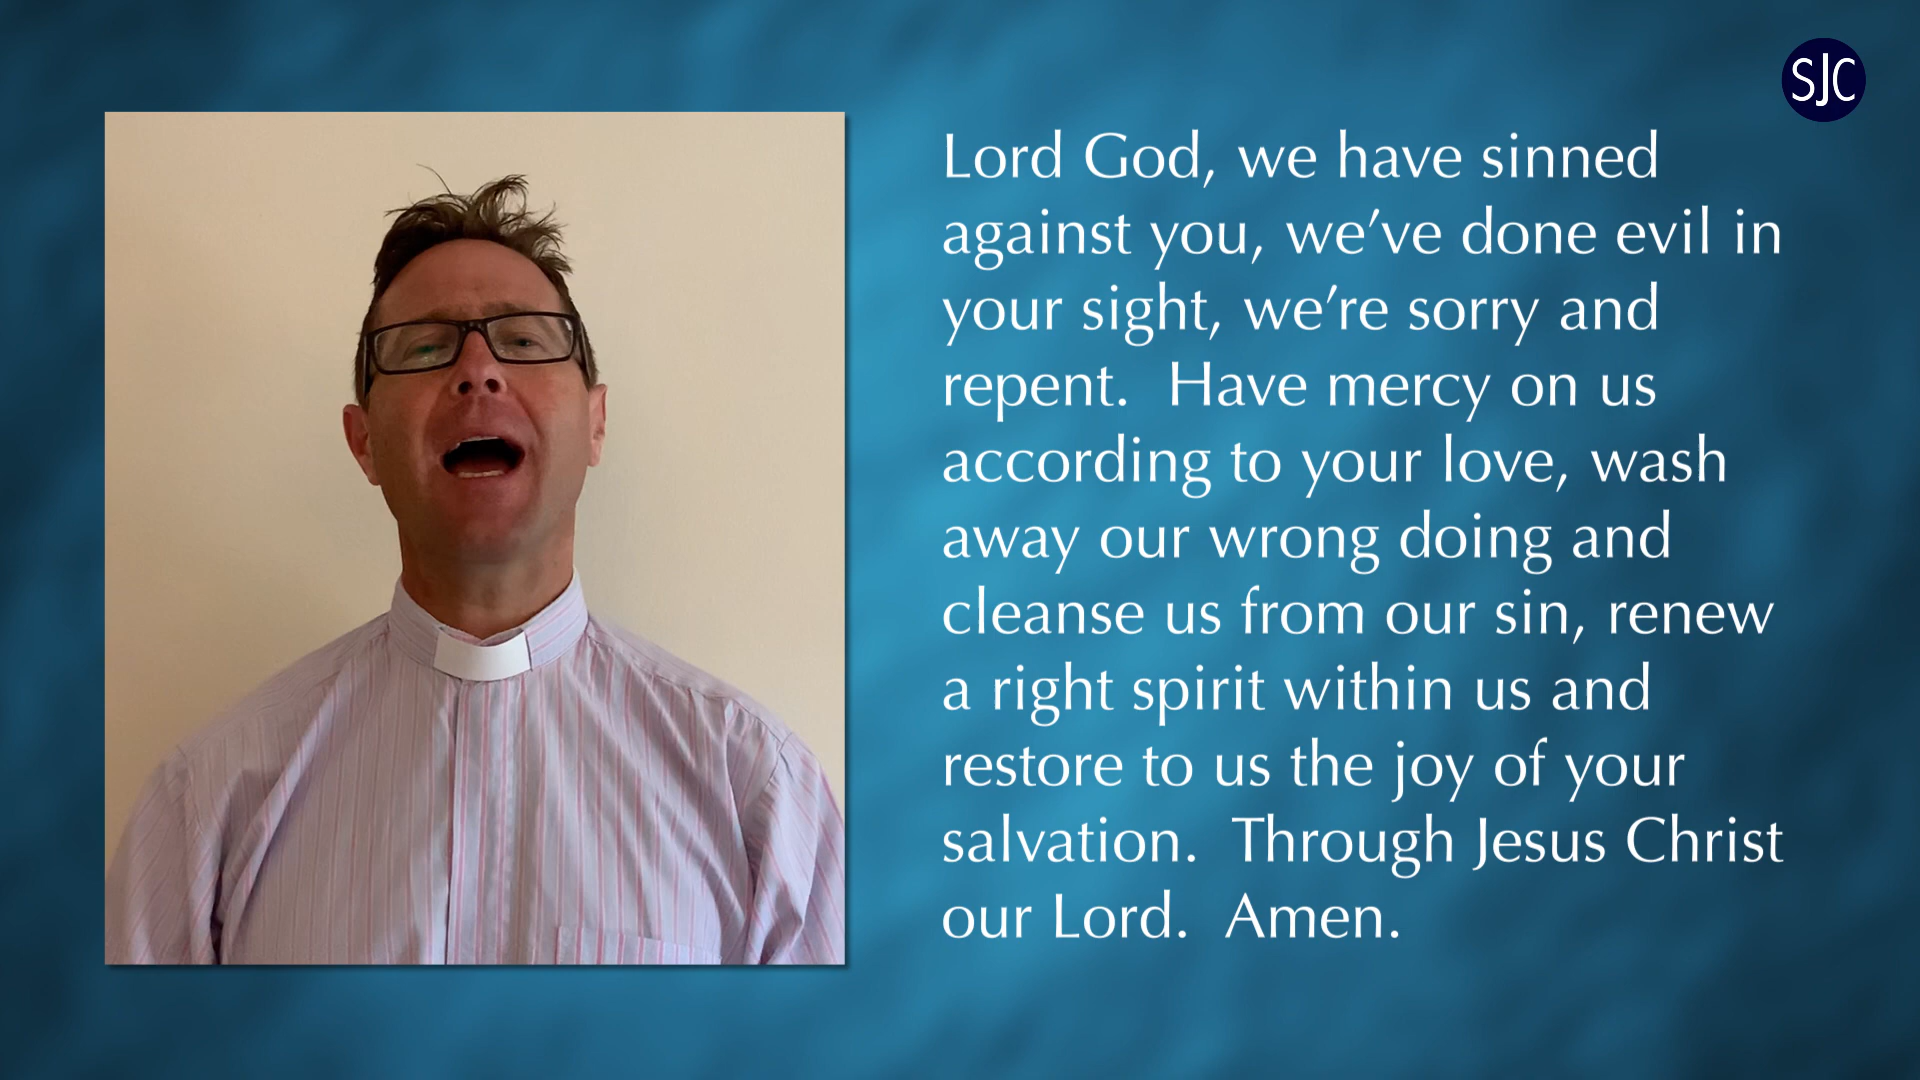 SJC
Lord God, we have sinned
against you, we’ve done evil in
your sight, we’re sorry and
repent.  Have mercy on us
according to your love, wash
away our wrong doing and
cleanse us from our sin, renew
a right spirit within us and
restore to us the joy of your
salvation.  Through Jesus Christ
our Lord.  Amen.